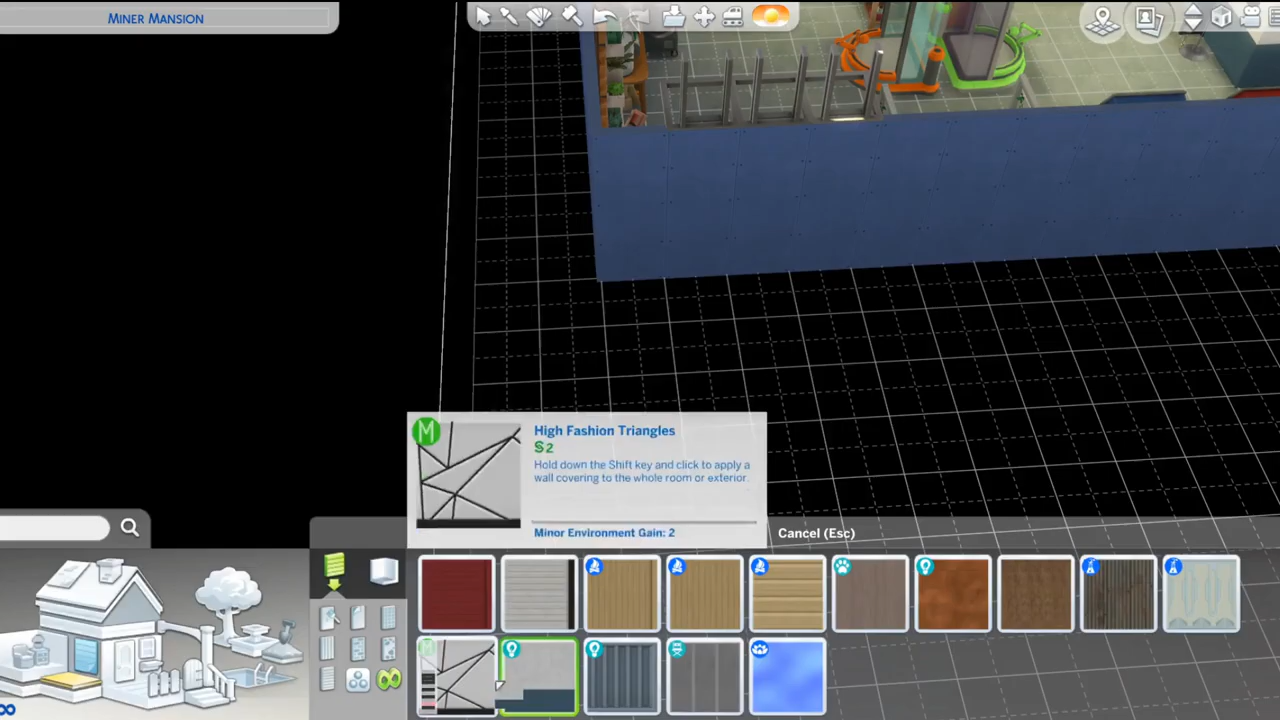 Miner Mansion
M
High Fashion Triangles
§2
Hold down the Shift key and click to apply a
wall covering to the whole room or exterior.
Minor Environment Gain: 2
Cancel (Esc)